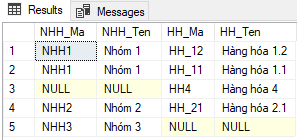 Results Messages
NHH_Ma NHH_Ten HH_Ma HH_Ten
1 NHH1 Nhóm 1 HH_12 Hàng hóa 1.2
2 NHH1 Nhóm 1 HH_11 Hàng hóa 1.1
3 NULL NULL HH4 Hàng hóa 4
4 NHH2 Nhóm 2 HH_21 Hàng hóa 2.1
5 NHH3 Nhóm 3 NULL NULL